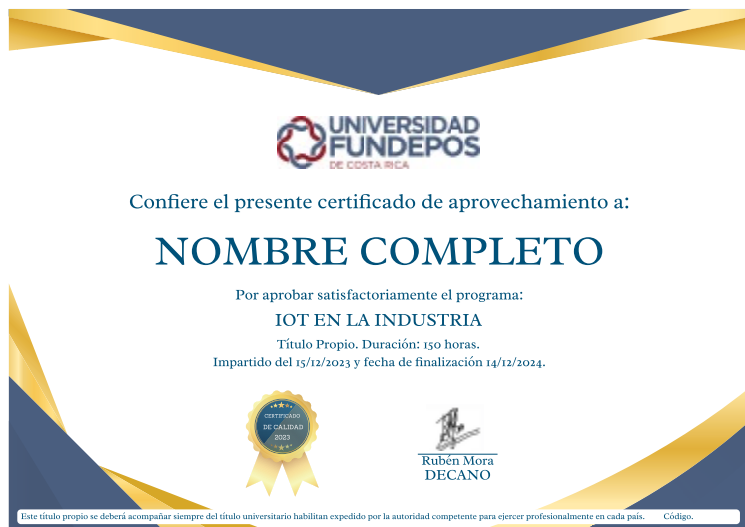 UNIVERSIDAD
FUNDEPOS
DE COSTA RICA
Confiere el presente certificado de aprovechamiento a:
NOMBRE COMPLETO
Por aprobar satisfactoriamente el programa:
IOT EN LA INDUSTRIA
Título Propio. Duración: 150 horas.
Impartido del 15/12/2023 y fecha de finalización 14/12/2024.
CERTIFICADO
DE CALIDAD
2023
Rubén Mora
DECANO
Este título propio se deberá acompañar siempre del título universitario habilitan expedido por la autoridad competente para ejercer profesionalmente en cada país. Código.